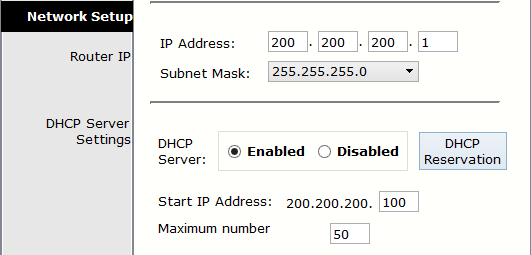 Network Setup
Router IP
IP Address: 200 . 200 . 200 . 1
Subnet Mask: 255.255.255.0
DHCP Server Settings
DHCP Server: Enabled Disabled
DHCP Reservation
Start IP Address: 200.200.200. 100
Maximum number 50